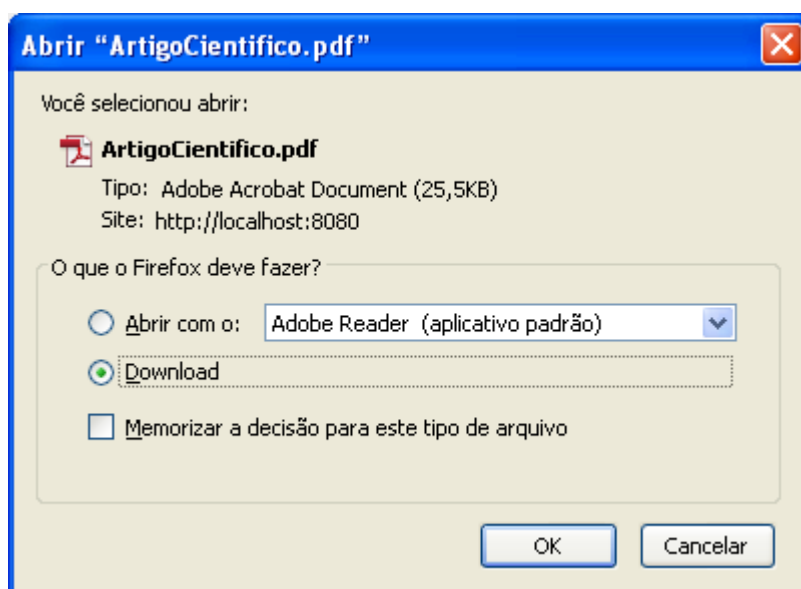 Abrir “ArtigoCientifico.pdf”
Você selecionou abrir:
ArtigoCientifico.pdf
Tipo: Adobe Acrobat Document (25,5KB)
Site: http://localhost:8080
O que o Firefox deve fazer?
Abrir com o: Adobe Reader (aplicativo padrão)
Download
Memorizar a decisão para este tipo de arquivo
OK Cancelar